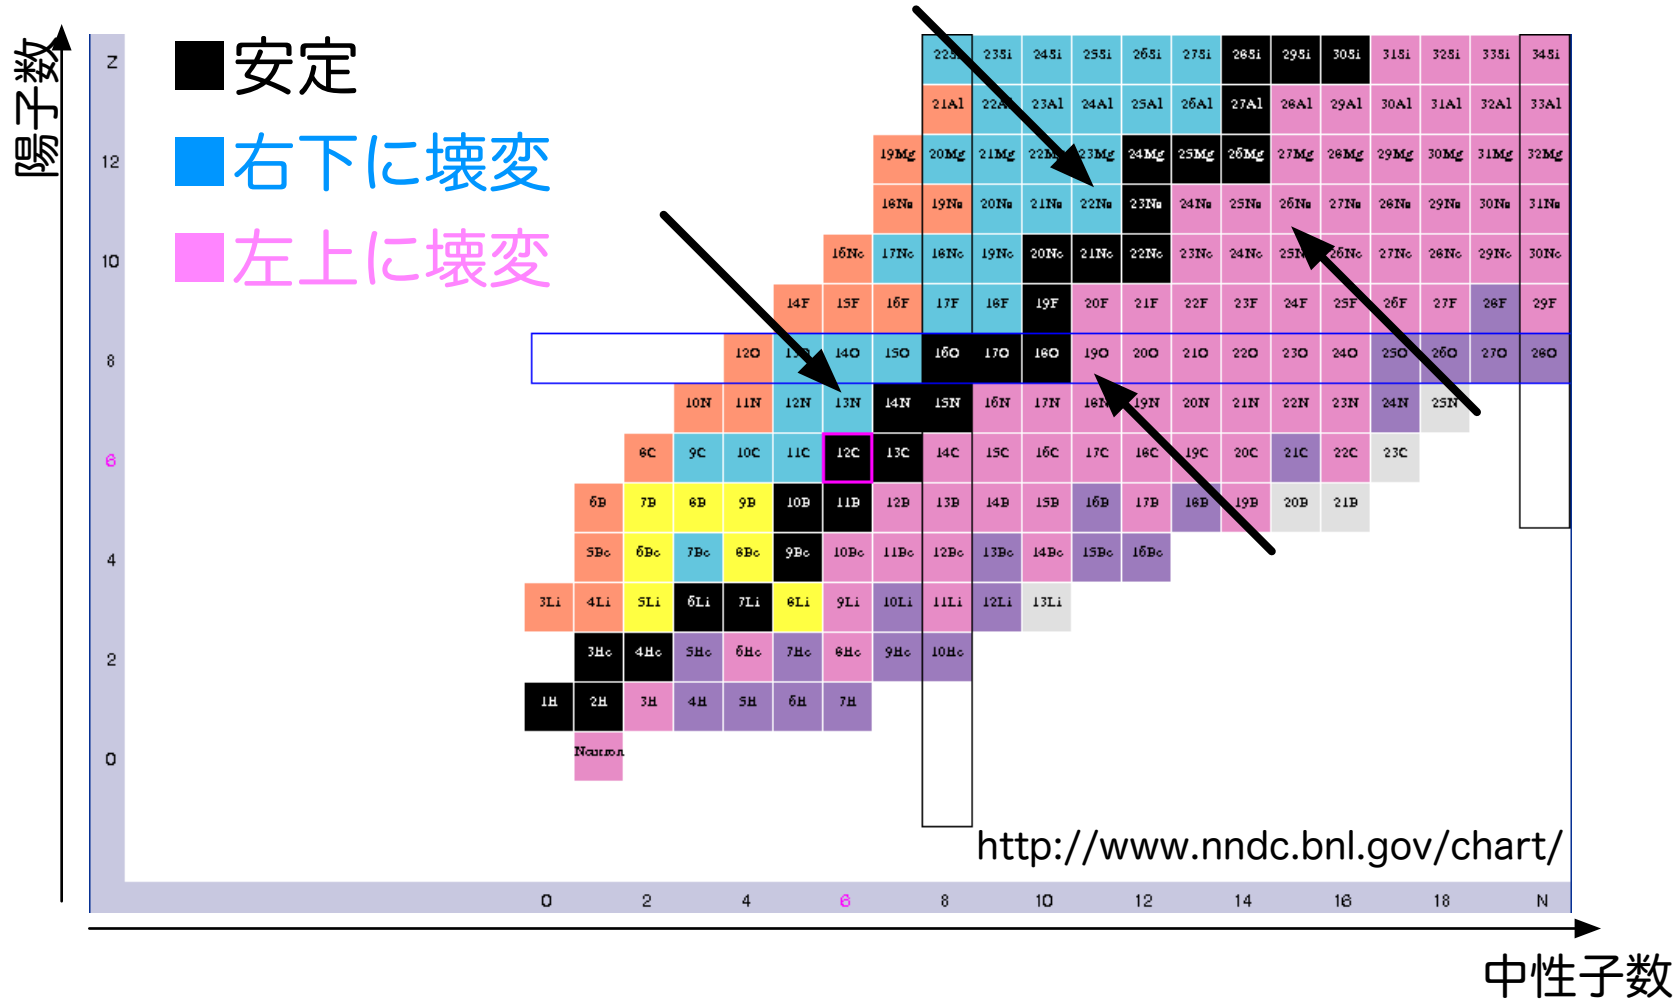 陽子数
安定
右下に壊変
左上に壊変
Z 22Si 23Si 24Si 25Si 26Si 27Si 28Si 29Si 30Si 31Si 32Si 33Si 34Si
21Al 22Al 23Al 24Al 25Al 26Al 27Al 28Al 29Al 30Al 31Al 32Al 33Al
12 19Mg 20Mg 21Mg 22Mg 23Mg 24Mg 25Mg 26Mg 27Mg 28Mg 29Mg 30Mg 31Mg 32Mg
18Na 19Na 20Na 21Na 22Na 23Na 24Na 25Na 26Na 27Na 28Na 29Na 30Na 31Na
10 16Ne 17Ne 18Ne 19Ne 20Ne 21Ne 22Ne 23Ne 24Ne 25Ne 26Ne 27Ne 28Ne 29Ne 30Ne
14F 15F 16F 17F 18F 19F 20F 21F 22F 23F 24F 25F 26F 27F 28F 29F
8 12O 13O 14O 15O 16O 17O 18O 19O 20O 21O 22O 23O 24O 25O 26O 27O 28O
10N 11N 12N 13N 14N 15N 16N 17N 18N 19N 20N 21N 22N 23N 24N 25N
6 8C 9C 10C 11C 12C 13C 14C 15C 16C 17C 18C 19C 20C 21C 22C 23C
6B 7B 8B 9B 10B 11B 12B 13B 14B 15B 16B 17B 18B 19B 20B 21B
4 5Be 6Be 7Be 8Be 9Be 10Be 11Be 12Be 13Be 14Be 15Be 16Be
3Li 4Li 5Li 6Li 7Li 8Li 9Li 10Li 11Li 12Li 13Li
2 3He 4He 5He 6He 7He 8He 9He 10He
1H 2H 3H 4H 5H 6H 7H
0 Neutron
http://www.nndc.bnl.gov/chart/
0 2 4 6 8 10 12 14 16 18 N
中性子数